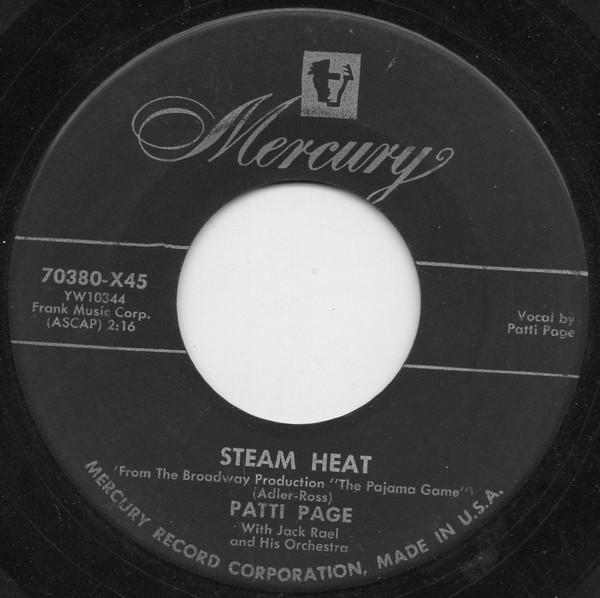 Mercury
70380-X45
YW10344
Frank Music Corp.
(ASCAP) 2:16
Vocal by
Patti Page
STEAM HEAT
'From The Broadway Production "The Pajama Game"'
(Adler-Ross)
PATTI PAGE
With Jack Rael
and His Orchestra
MERCURY RECORD CORPORATION, MADE IN U.S.A.